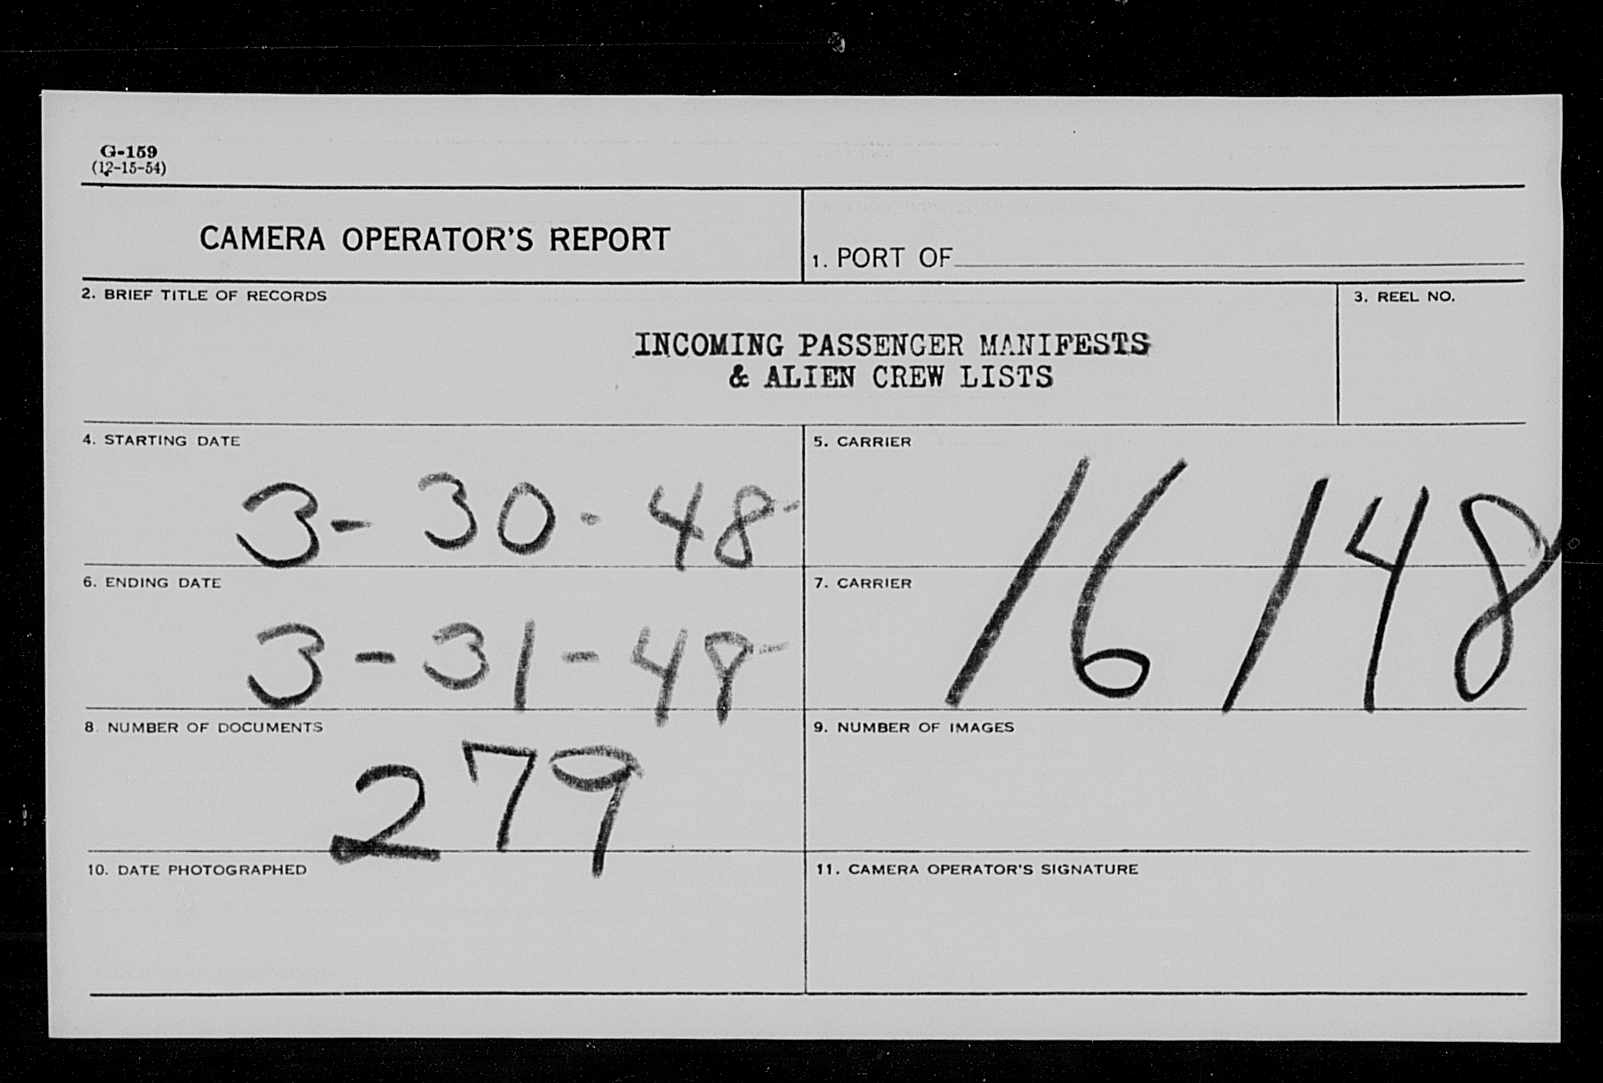 G-159
(12-15-54)
CAMERA OPERATOR'S REPORT
1. PORT OF
2. BRIEF TITLE OF RECORDS
3. REEL NO.
INCOMING PASSENGER MANIFESTS
& ALIEN CREW LISTS
4. STARTING DATE
3-30-48
5. CARRIER
16148
6. ENDING DATE
3-31-48
7. CARRIER
8. NUMBER OF DOCUMENTS
279
9. NUMBER OF IMAGES
10. DATE PHOTOGRAPHED
11. CAMERA OPERATOR'S SIGNATURE